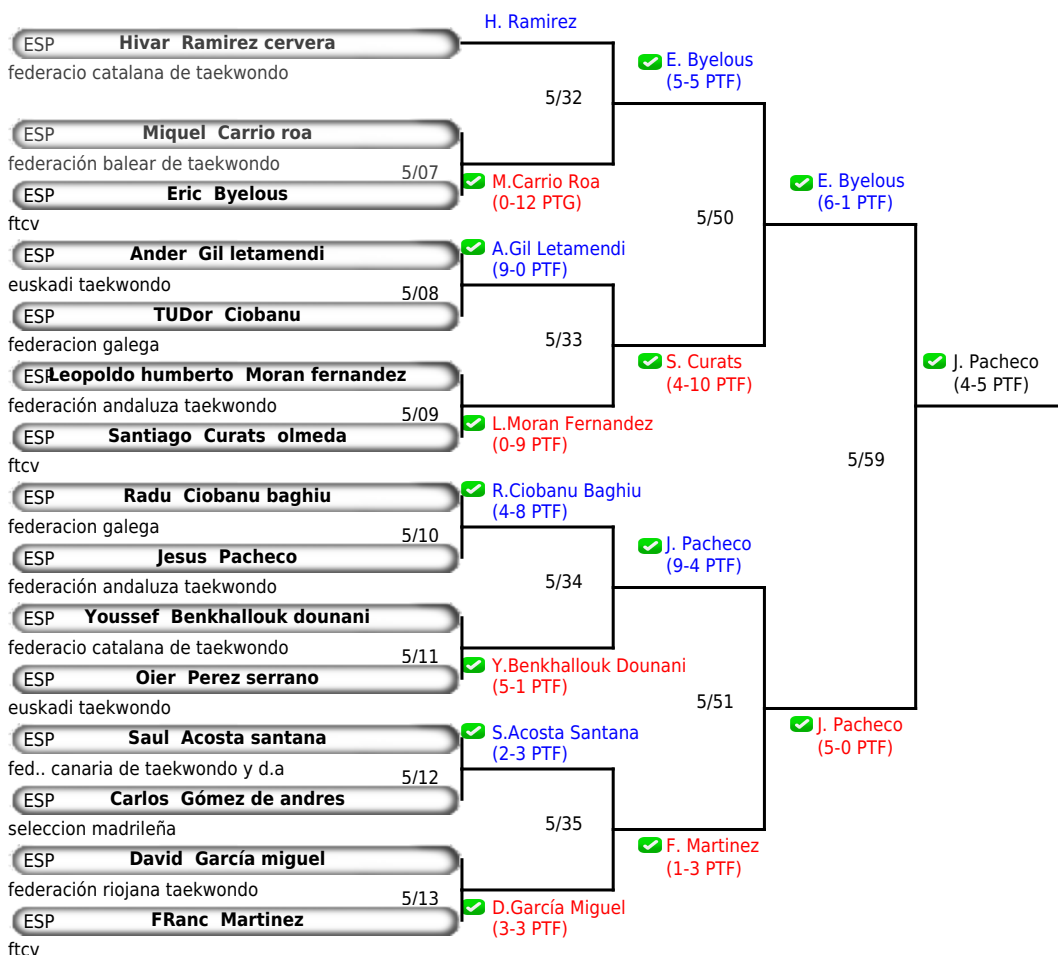 H. Ramirez
ESP Hivar Ramirez cervera
federacio catalana de taekwondo
E. Byelous
(5-5 PTF)
5/32
ESP Miquel Carrio roa
federación balear de taekwondo
5/07
M.Carrio Roa
(0-12 PTG)
E. Byelous
(6-1 PTF)
ESP Eric Byelous
ftcv
5/50
ESP Ander Gil letamendi
A.Gil Letamendi
(9-0 PTF)
euskadi taekwondo
5/08
ESP TUDor Ciobanu
federacion galega
5/33
S. Curats
(4-10 PTF)
J. Pacheco
(4-5 PTF)
ESP Leopoldo humberto Moran fernandez
federación andaluza taekwondo
5/09
L.Moran Fernandez
(0-9 PTF)
ESP Santiago Curats olmeda
ftcv
5/59
ESP Radu Ciobanu baghiu
R.Ciobanu Baghiu
(4-8 PTF)
federacion galega
5/10
J. Pacheco
(9-4 PTF)
ESP Jesus Pacheco
federación andaluza taekwondo
5/34
ESP Youssef Benkhallouk dounani
federacio catalana de taekwondo
5/11
Y.Benkhallouk Dounani
(5-1 PTF)
ESP Oier Perez serrano
euskadi taekwondo
5/51
J. Pacheco
(5-0 PTF)
ESP Saul Acosta santana
S.Acosta Santana
(2-3 PTF)
fed.. canaria de taekwondo y d.a
5/12
ESP Carlos Gómez de andres
seleccion madrileña
5/35
F. Martinez
(1-3 PTF)
ESP David García miguel
federación riojana taekwondo
5/13
D.García Miguel
(3-3 PTF)
ESP FRanc Martinez
ftcv